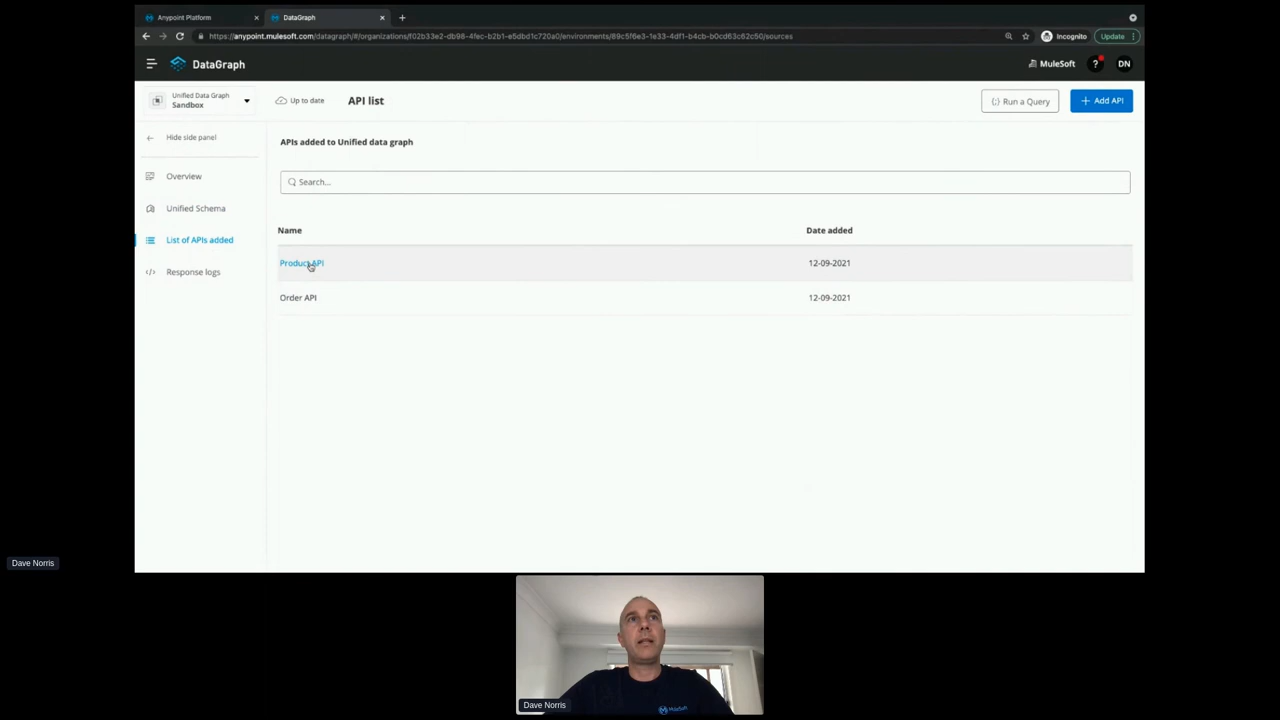 Anypoint Platform
DataGraph
https://anypoint.mulesoft.com/datagraph/#/organizations/f02b33e2-db98-4fec-b2b1-e5dbd1c720a0/environments/89c5f6e3-1e33-4df1-b4cb-b0cd63c62c50/sources
Incognito
Update
DataGraph
MuleSoft
?
DN
Unified Data Graph
Sandbox
Up to date
API list
Run a Query
+ Add API
Hide side panel
APIs added to Unified data graph
Overview
Search...
Unified Schema
Name
Date added
List of APIs added
Product API
12-09-2021
Response logs
Order API
12-09-2021
Dave Norris
Dave Norris
MuleSoft